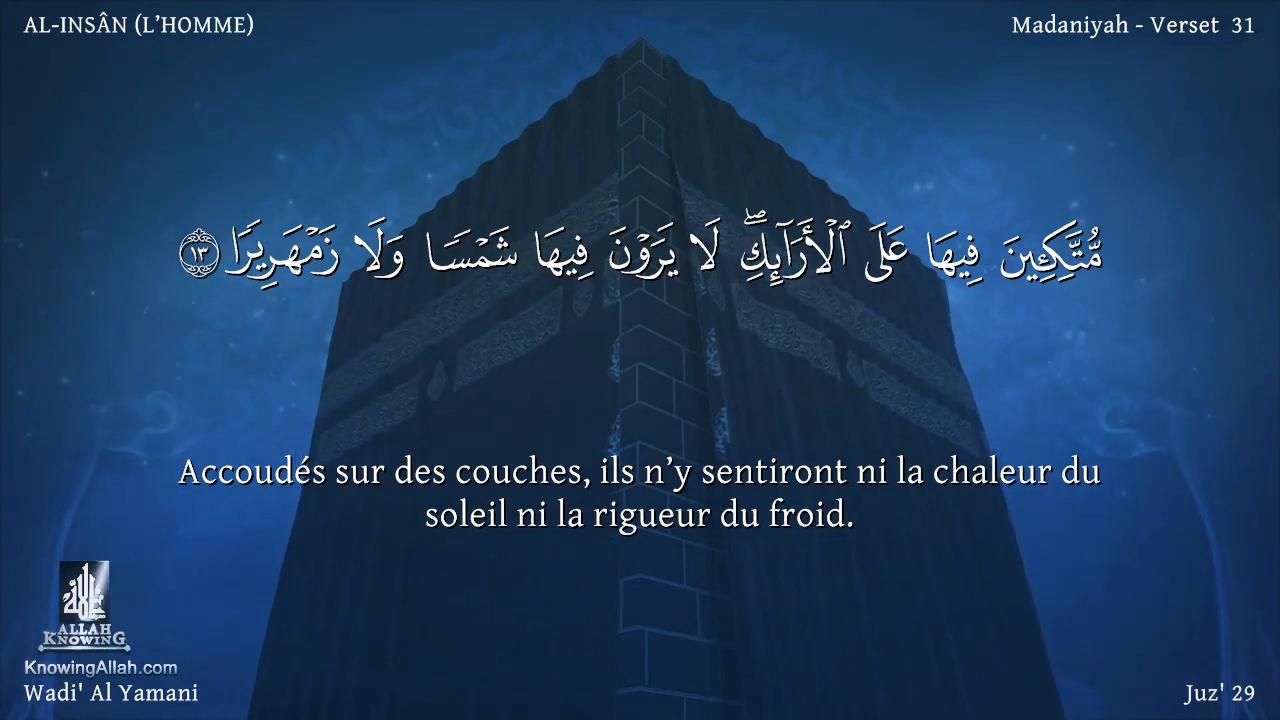 AL-INSÂN (L’HOMME)
Madaniyah - Verset 31
مُّتَّكِـِٔينَ فِيهَا عَلَى ٱلْأَرَآئِكِ ۖ لَا يَرَوْنَ فِيهَا شَمْسًا وَلَا زَمْهَرِيرًا ١٣
Accoudés sur des couches, ils n’y sentiront ni la chaleur du
soleil ni la rigueur du froid.
ALLAH
KNOWING
KnowingAllah.com
Wadi' Al Yamani
Juz' 29